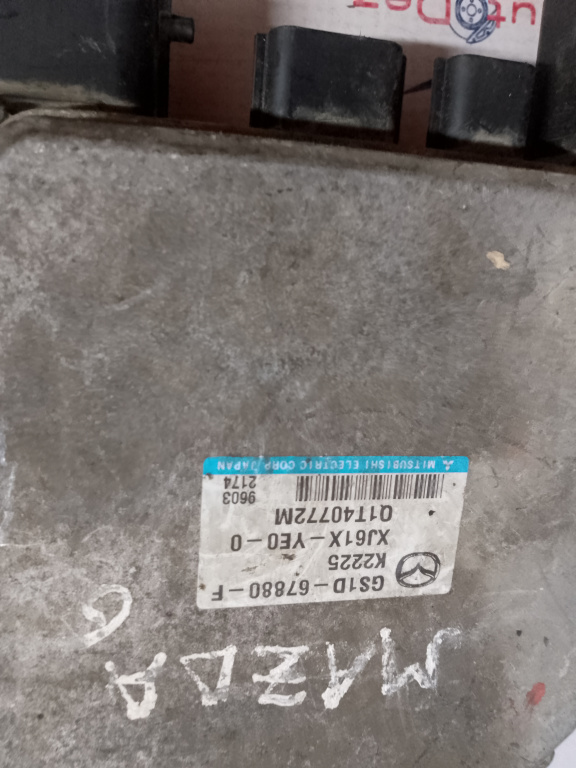 MAZDA
6
GS1D-67880-F
K2225
XJ61X-YE0-0
Q1T40772M
9603
2174
MITSUBISHI ELECTRIC CORP. JAPAN